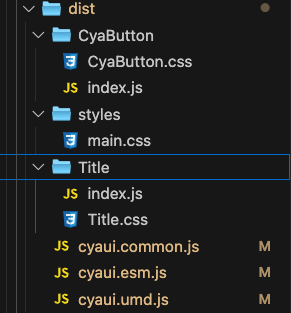 dist
CyaButton
CyaButton.css
JS index.js
styles
main.css
Title
JS index.js
Title.css
JS cyaui.common.js M
JS cyaui.esm.js M
JS cyaui.umd.js M